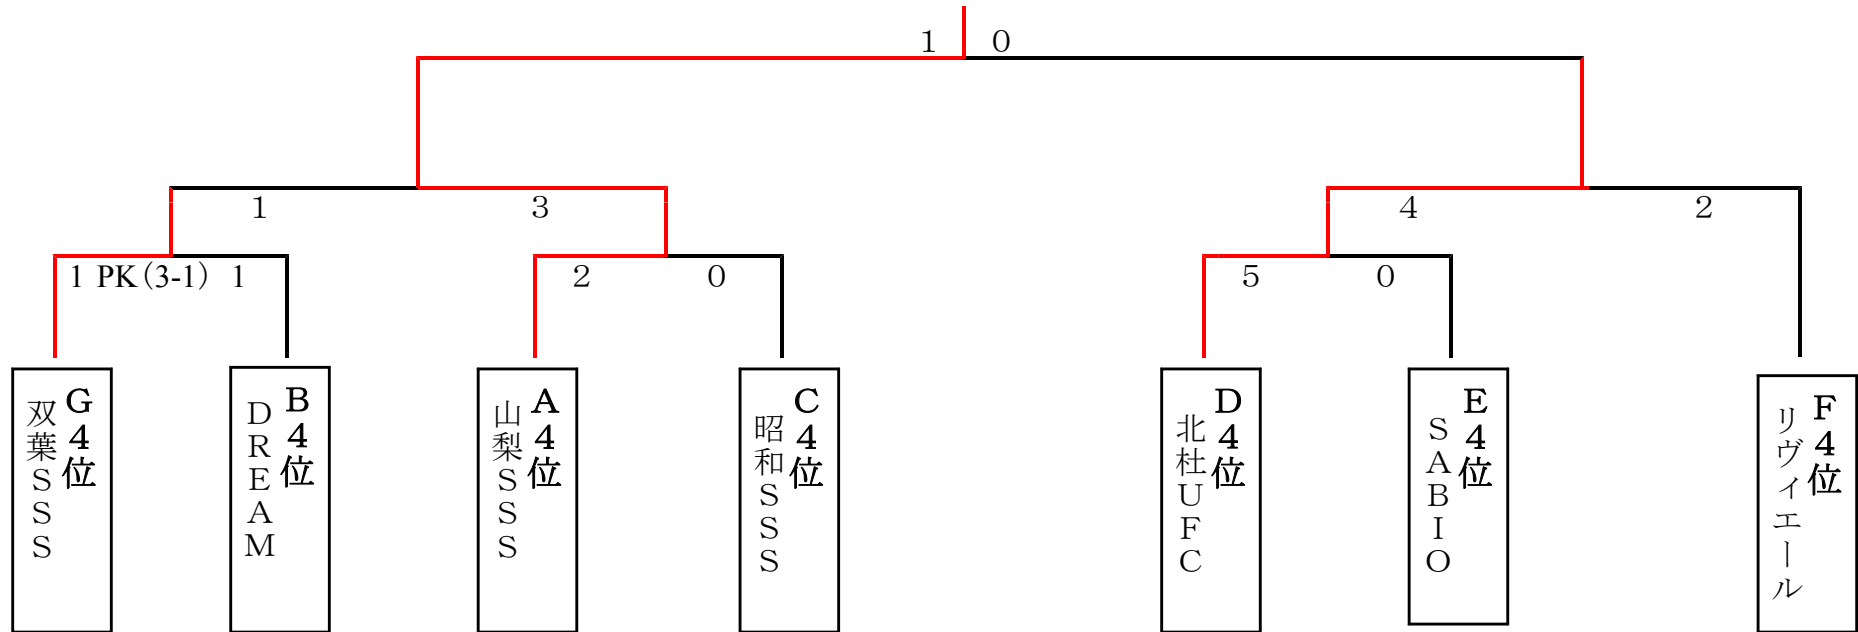 １ ０
１ ３ ４ ２
1 PK（3-1） 1 ２ ０ ５ ０
G４位
双葉ＳＳＳ
B４位
ＤＲＥＡＭ
A４位
山梨ＳＳＳ
C４位
昭和ＳＳＳ
D４位
北杜ＵＦＣ
E４位
ＳＡＢＩＯ
F４位
リヴィエール